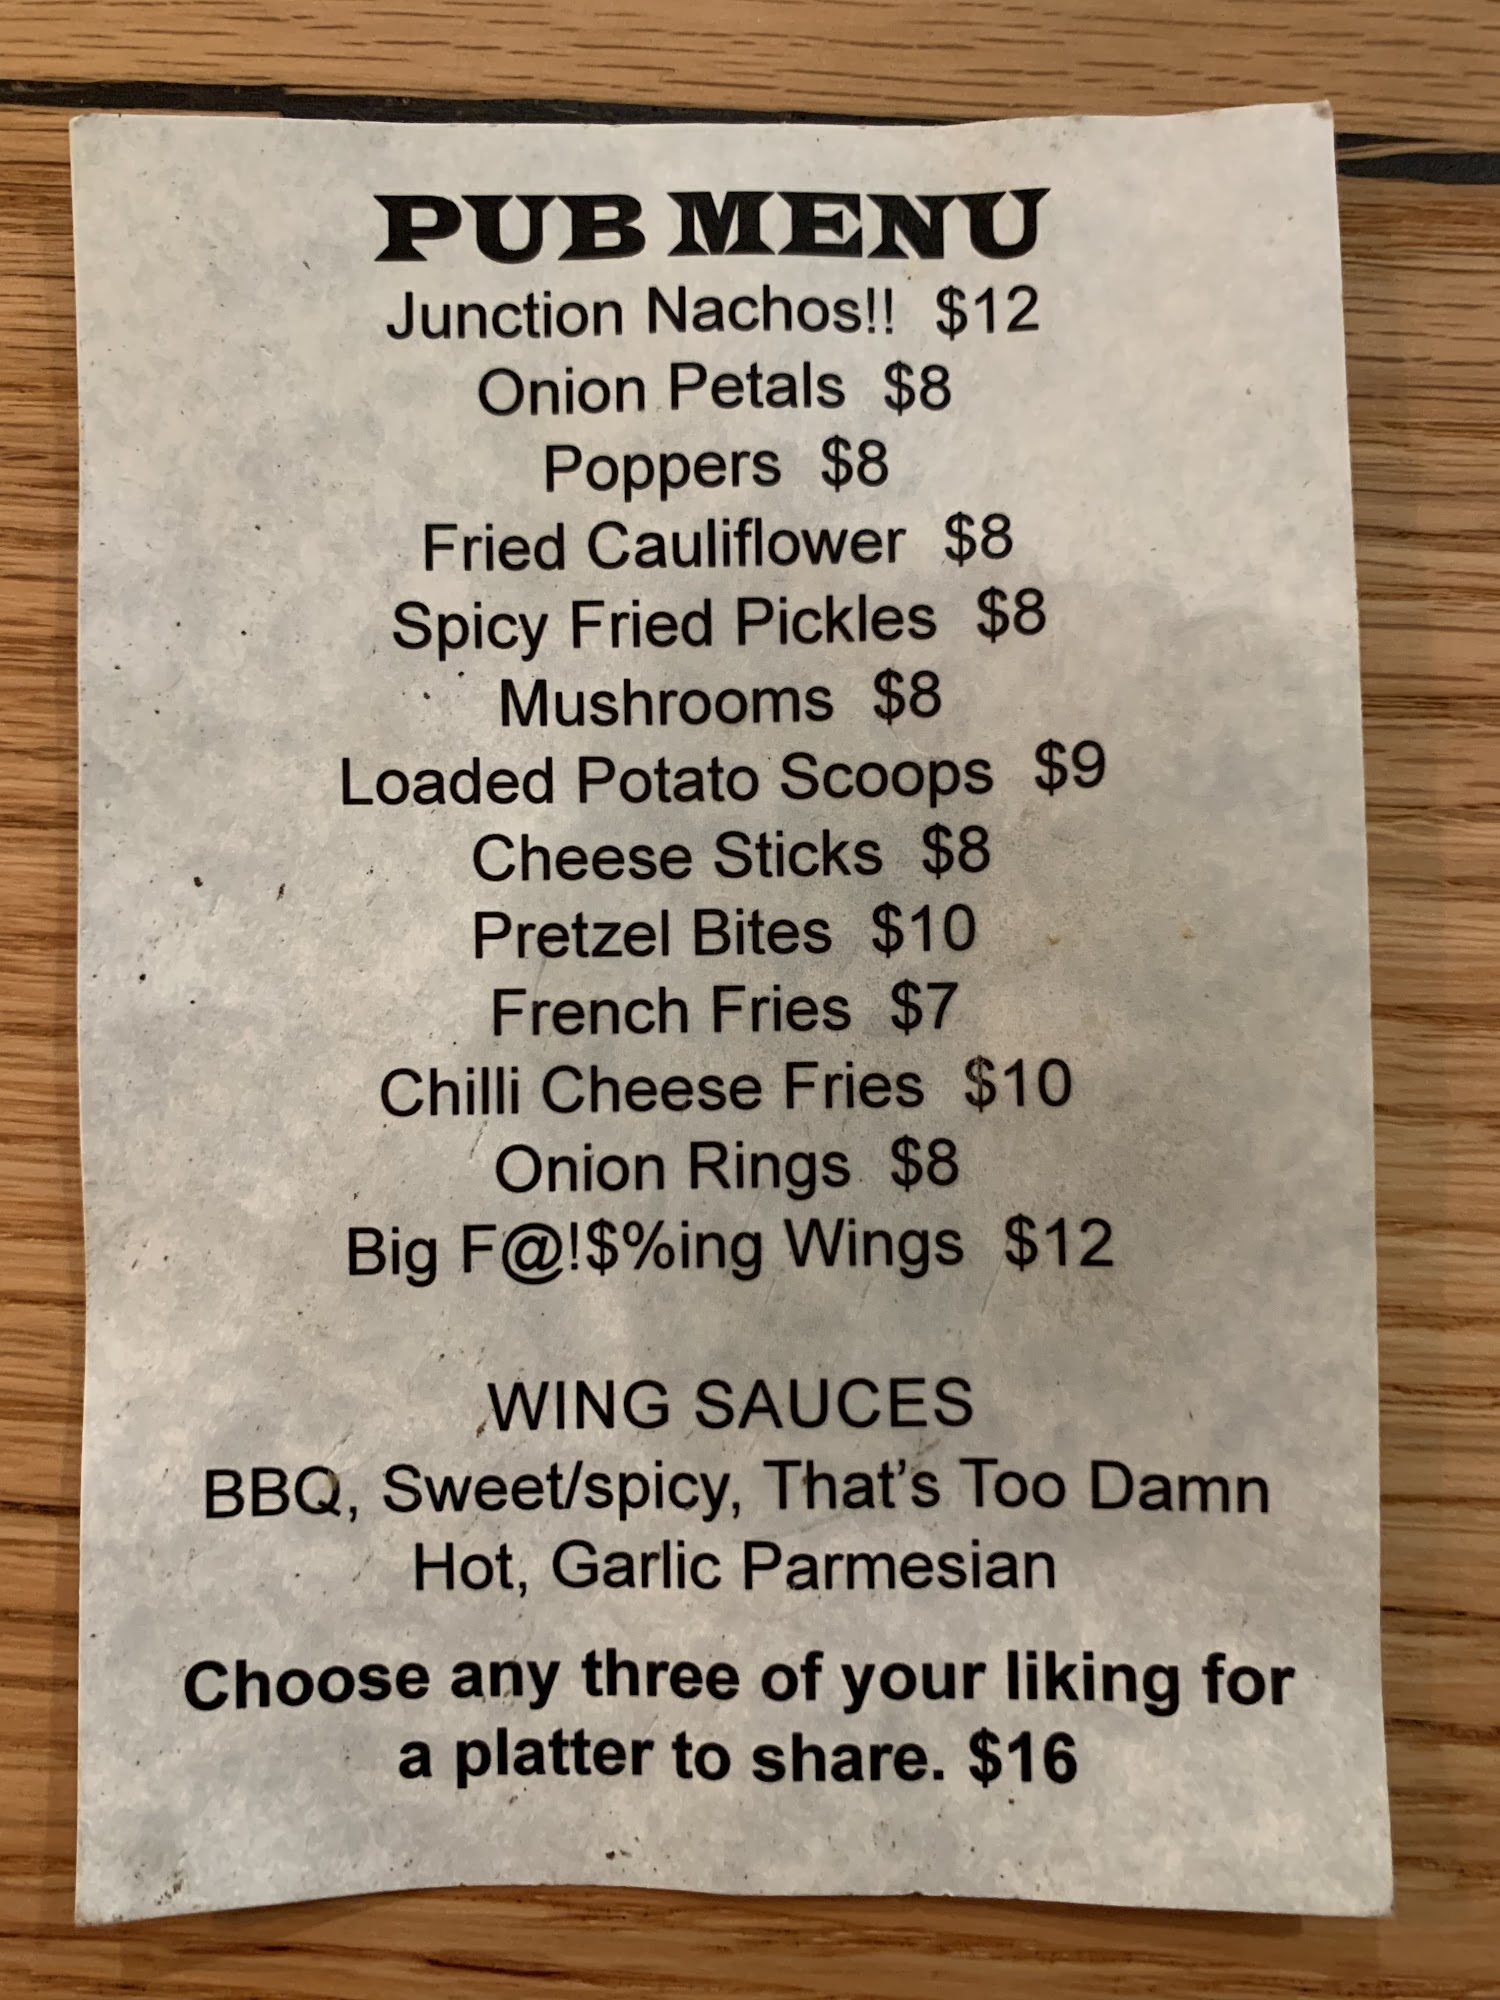 PUB MENU
Junction Nachos!! $12
Onion Petals $8
Poppers $8
Fried Cauliflower $8
Spicy Fried Pickles $8
Mushrooms $8
Loaded Potato Scoops $9
Cheese Sticks $8
Pretzel Bites $10
French Fries $7
Chilli Cheese Fries $10
Onion Rings $8
Big F@!$%ing Wings $12
WING SAUCES
BBQ, Sweet/spicy, That's Too Damn
Hot, Garlic Parmesian
Choose any three of your liking for
a platter to share. $16